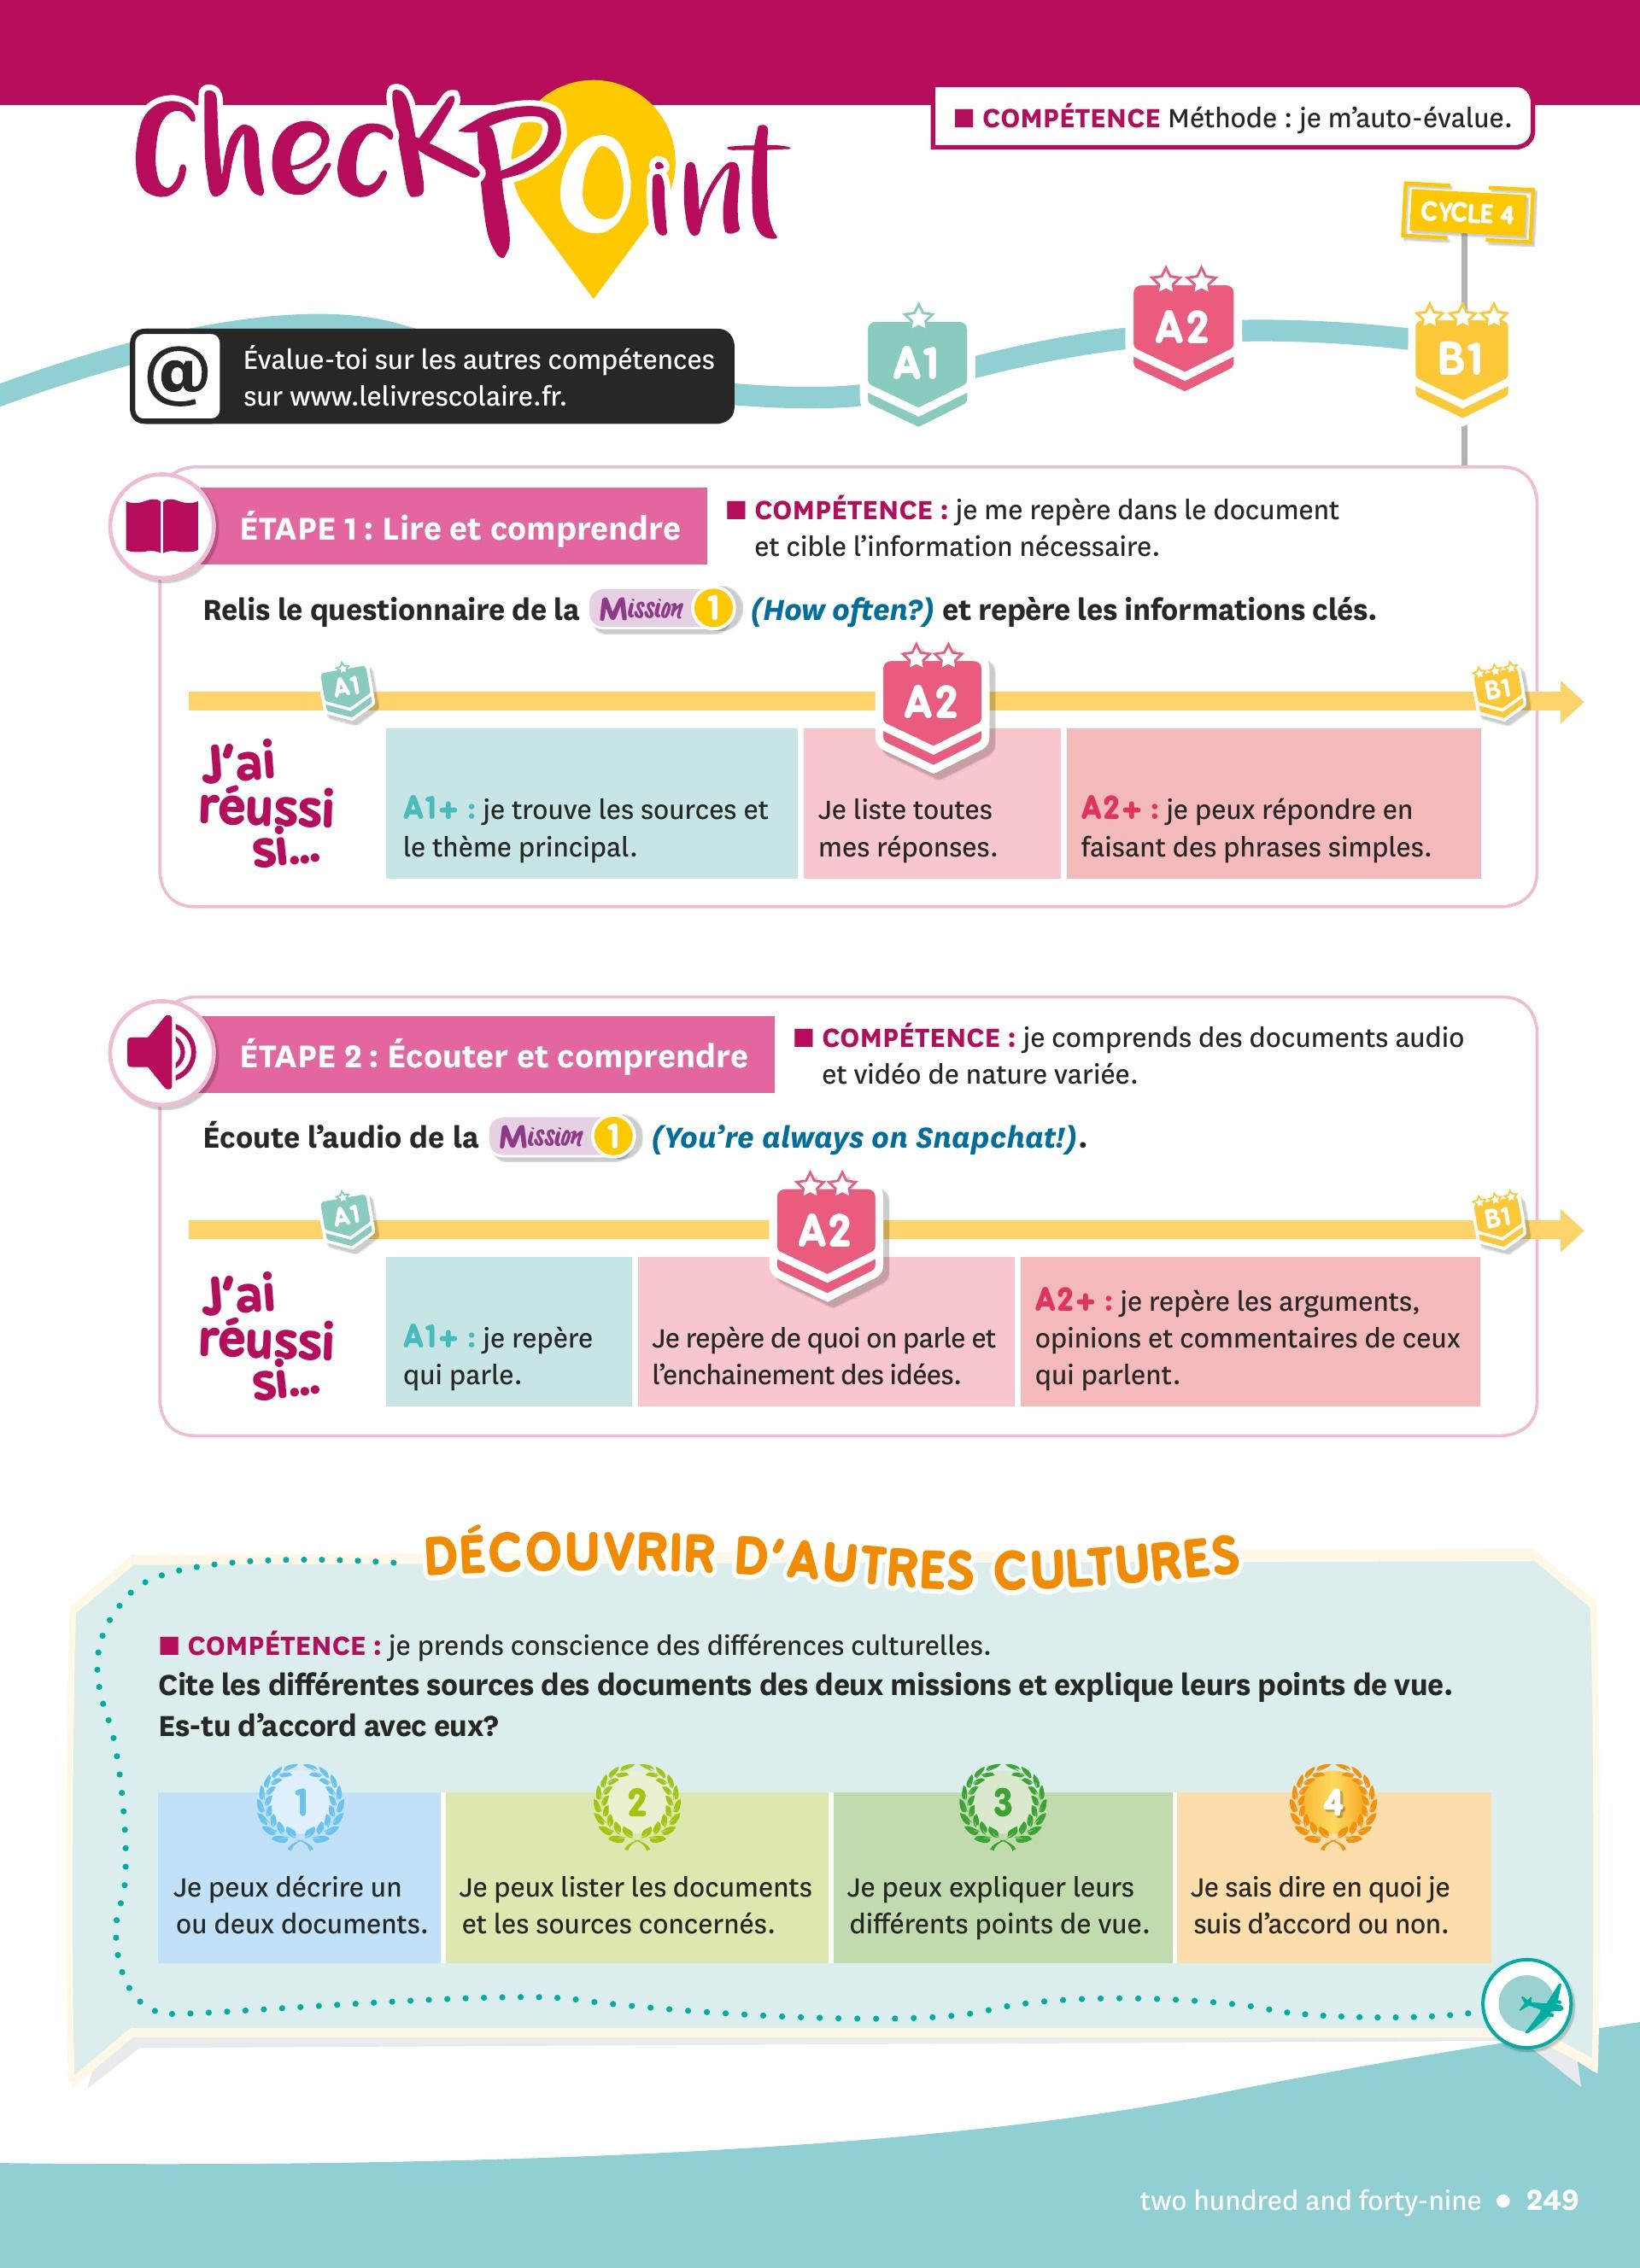 CheckPoint
■ COMPÉTENCE Méthode : je m'auto-évalue.
CYCLE 4
A1
A2
B1
@
Évalue-toi sur les autres compétences
sur www.lelivrescolaire.fr.
ÉTAPE 1 : Lire et comprendre
■ COMPÉTENCE : je me repère dans le document
et cible l'information nécessaire.
Relis le questionnaire de la Mission 1 (How often?) et repère les informations clés.
A1
A2
B1
J'ai
réussi
si...
A1+ : je trouve les sources et
le thème principal.
Je liste toutes
mes réponses.
A2+ : je peux répondre en
faisant des phrases simples.
ÉTAPE 2 : Écouter et comprendre
■ COMPÉTENCE : je comprends des documents audio
et vidéo de nature variée.
Écoute l'audio de la Mission 1 (You're always on Snapchat!).
A1
A2
B1
J'ai
réussi
si...
A1+ : je repère
qui parle.
Je repère de quoi on parle et
l'enchainement des idées.
A2+ : je repère les arguments,
opinions et commentaires de ceux
qui parlent.
DÉCOUVRIR D'AUTRES CULTURES
■ COMPÉTENCE : je prends conscience des différences culturelles.
Cite les différentes sources des documents des deux missions et explique leurs points de vue.
Es-tu d'accord avec eux?
1
Je peux décrire un
ou deux documents.
2
Je peux lister les documents
et les sources concernés.
3
Je peux expliquer leurs
différents points de vue.
4
Je sais dire en quoi je
suis d'accord ou non.
two hundred and forty-nine • 249